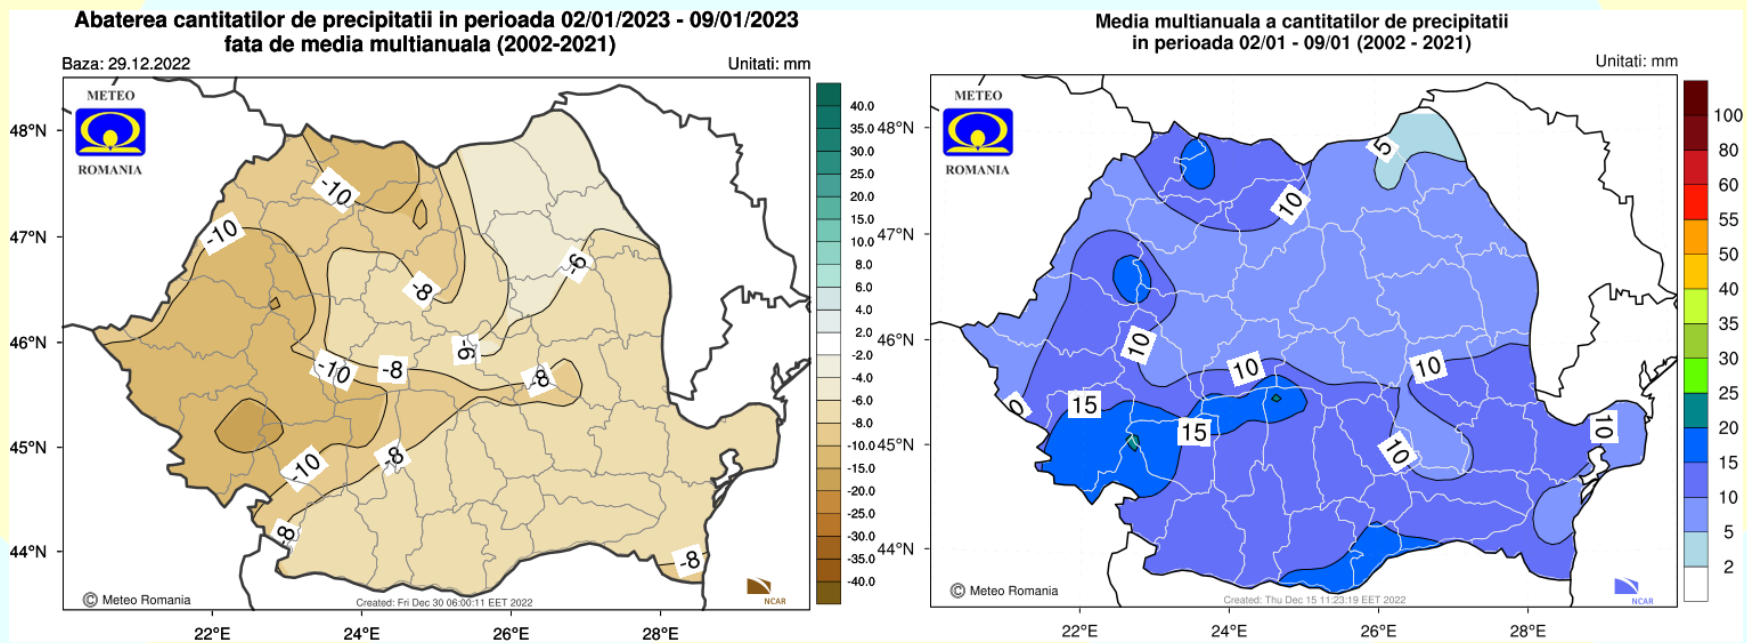 Abaterea cantitatilor de precipitatii in perioada 02/01/2023 - 09/01/2023
fata de media multianuala (2002-2021)
Baza: 29.12.2022
Unitati: mm
METEO
ROMANIA
48°N
47°N
46°N
45°N
44°N
22°E
24°E
26°E
28°E
-10
-10
-8
-6
-6
-10
-8
-8
-10
-8
-8
-8
40.0
35.0
30.0
25.0
20.0
15.0
10.0
8.0
6.0
4.0
2.0
-2.0
-4.0
-6.0
-8.0
-10.0
-15.0
-20.0
-25.0
-30.0
-35.0
-40.0
© Meteo Romania
Created: Fri Dec 30 06:00:11 EET 2022
NCAR
Media multianuala a cantitatilor de precipitatii
in perioada 02/01 - 09/01 (2002 - 2021)
Unitati: mm
METEO
ROMANIA
48°N
47°N
46°N
45°N
44°N
22°E
24°E
26°E
28°E
5
10
10
10
10
0
15
15
10
10
100
80
60
55
50
40
35
30
25
20
15
10
5
2
© Meteo Romania
Created: Thu Dec 15 11:23:19 EET 2022
NCAR